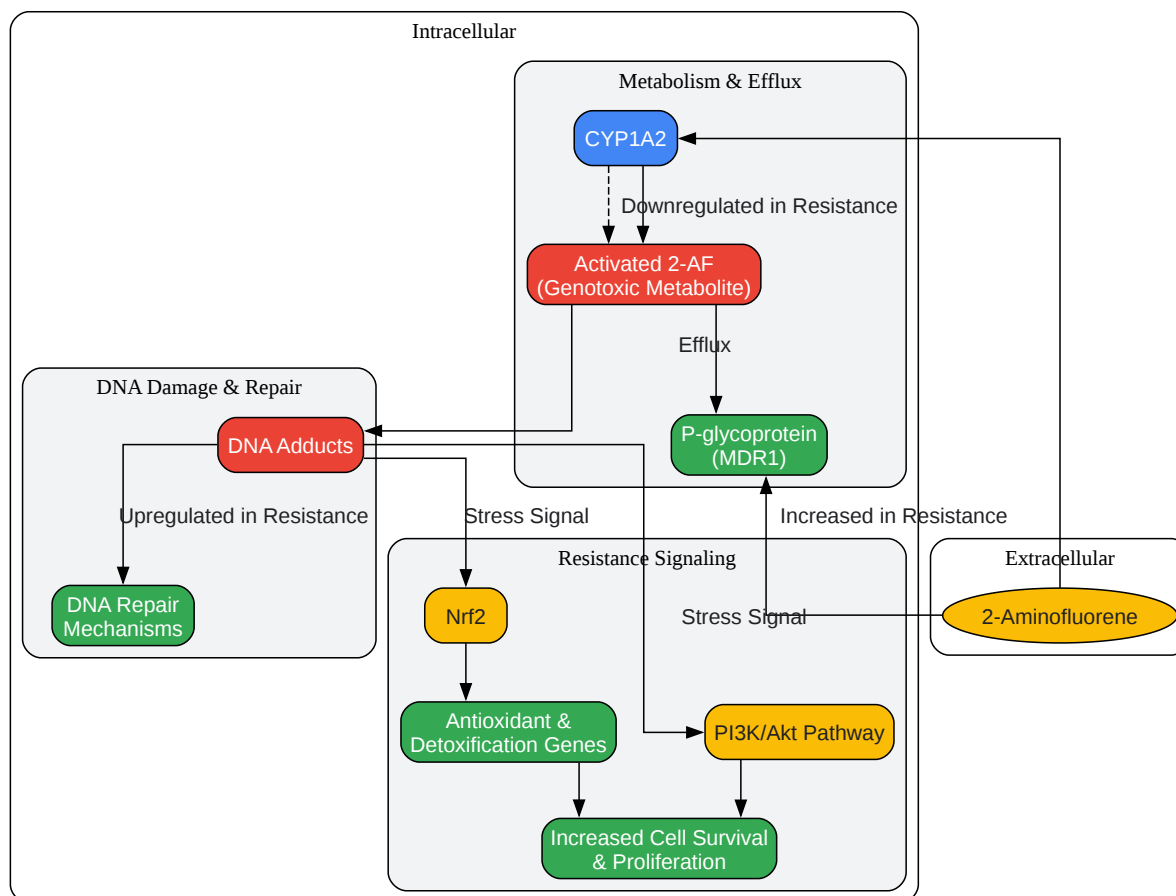 Intracellular
Metabolism & Efflux
CYP1A2
Downregulated in Resistance
Activated 2-AF
(Genotoxic Metabolite)
Efflux
DNA Damage & Repair
DNA Adducts
P-glycoprotein
(MDR1)
Upregulated in Resistance
Stress Signal
Increased in Resistance
Resistance Signaling
Extracellular
DNA Repair
Mechanisms
Nrf2
Stress Signal
2-Aminofluorene
Antioxidant &
Detoxification Genes
PI3K/Akt Pathway
Increased Cell Survival
& Proliferation